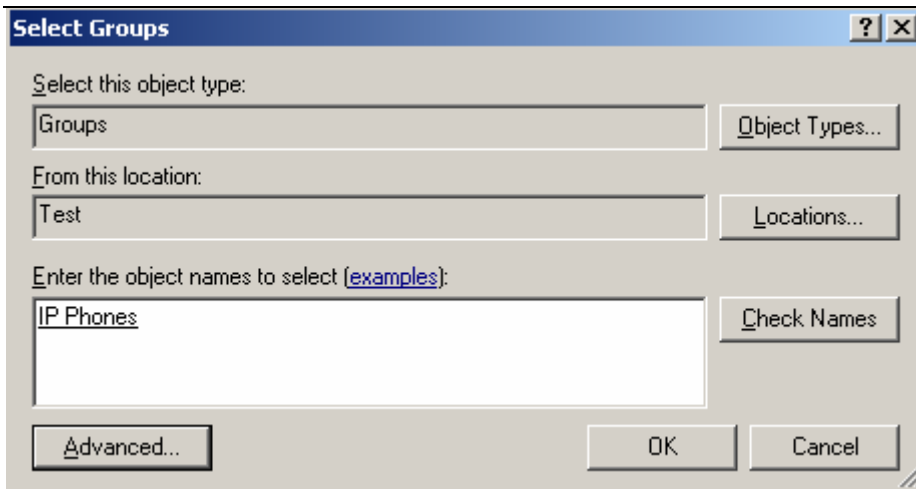 Select Groups
Select this object type:
Groups
Object Types...
From this location:
Test
Locations...
Enter the object names to select (examples):
IP Phones
Check Names
Advanced...
OK
Cancel